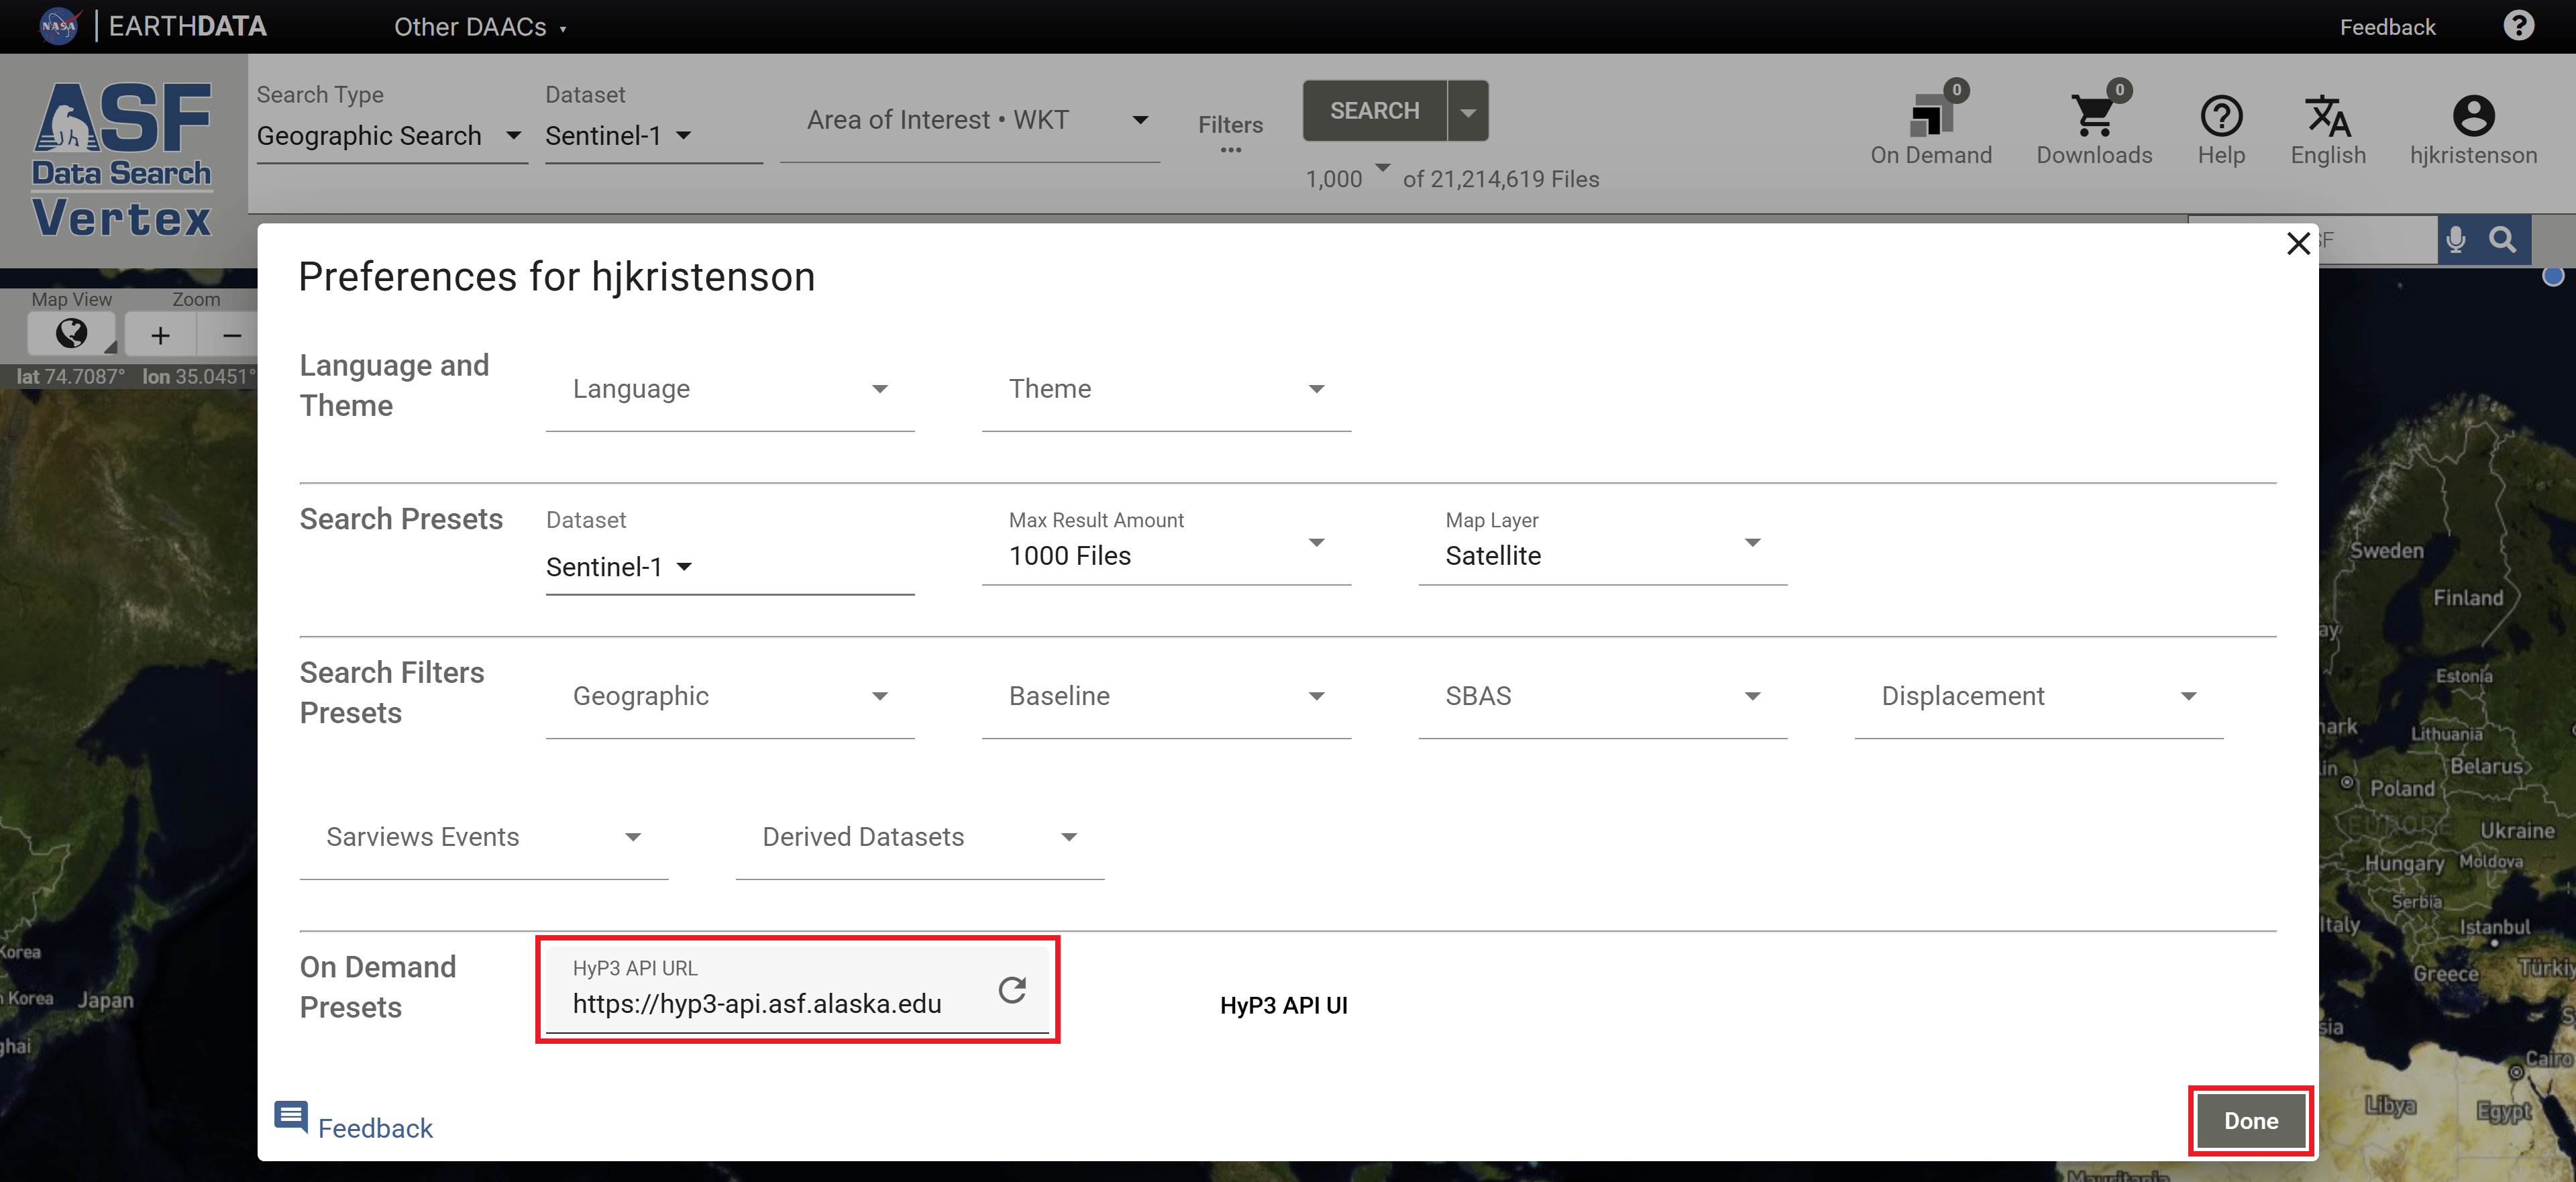 NASA | EARTHDATA
Other DAACs
Feedback
ASF
Data Search
Vertex
Search Type
Geographic Search
Dataset
Sentinel-1
Area of Interest • WKT
Filters
SEARCH
1,000 of 21,214,619 Files
0
On Demand
0
Downloads
Help
English
hjkristenson
SF
Map View
Zoom
lat 74.7087° lon 35.0451°
Preferences for hjkristenson
Language and
Theme
Language
Theme
Search Presets
Dataset
Sentinel-1
Max Result Amount
1000 Files
Map Layer
Satellite
Search Filters
Presets
Geographic
Baseline
SBAS
Displacement
Sarviews Events
Derived Datasets
On Demand
Presets
HyP3 API URL
https://hyp3-api.asf.alaska.edu
HyP3 API UI
Feedback
Done
Sweden
Finland
Estonia
Lithuania
Belarus
Poland
EUROPE
Ukraine
Hungary
Moldova
Serbia
Italy
Istanbul
Greece
Türkiy
Cairo
Libya
Egypt
Mauritania
Korea
Korea
Japan
ghai